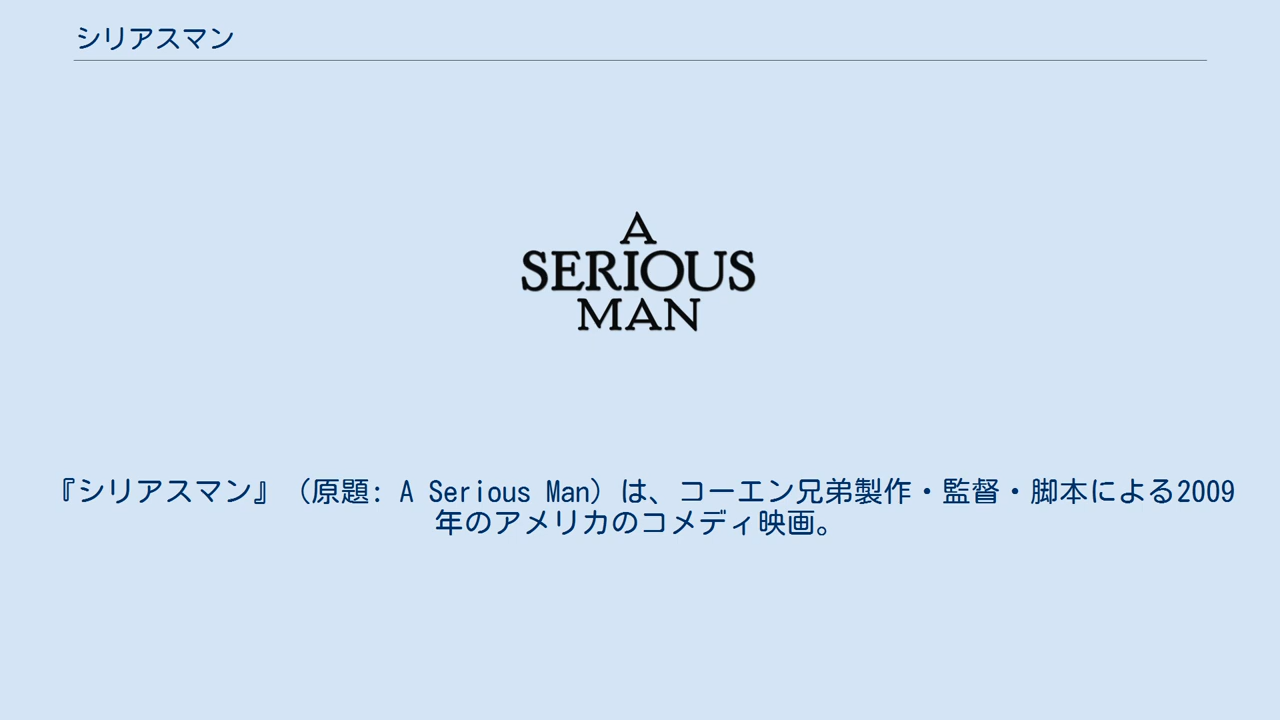 シリアスマン
A
SERIOUS
MAN
『シリアスマン』（原題: A Serious Man）は、コーエン兄弟製作・監督・脚本による2009
年のアメリカのコメディ映画。